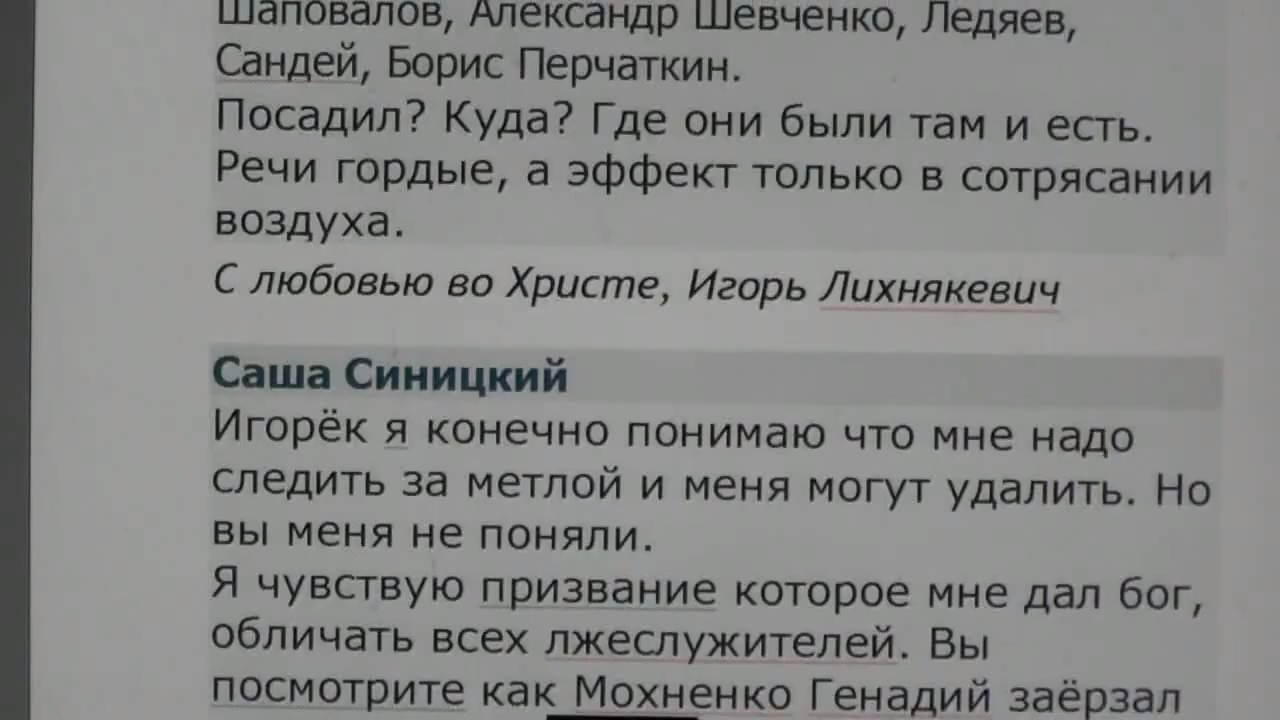 Шаповалов, Александр Шевченко, Ледяев,
Сандей, Борис Перчаткин.
Посадил? Куда? Где они были там и есть.
Речи гордые, а эффект только в сотрясании
воздуха.
С любовью во Христе, Игорь Лихнякевич
Саша Синицкий
Игорёк я конечно понимаю что мне надо
следить за метлой и меня могут удалить. Но
вы меня не поняли.
Я чувствую призвание которое мне дал бог,
обличать всех лжеслужителей. Вы
посмотрите как Мохненко Генадий заёрзал